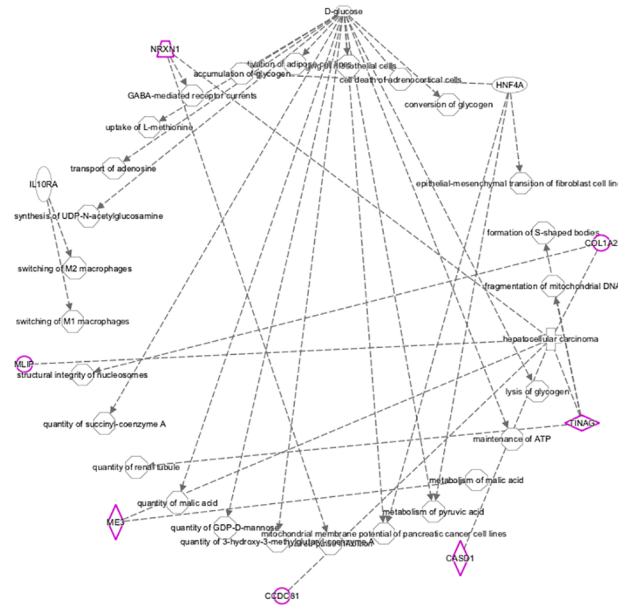 D-glucose
NRXN1
cell lines
accumulation of glycogen
cell death of adrenocortical cells
HNF4A
GABA-mediated receptor currents
conversion of glycogen
uptake of L-methionine
transport of adenosine
IL10RA
epithelial-mesenchymal transition of fibroblast cell line
synthesis of UDP-N-acetylglucosamine
formation of S-shaped bodies
COL1A2
switching of M2 macrophages
fragmentation of mitochondrial DNA
switching of M1 macrophages
hepatocellular carcinoma
MLIP
structural integrity of nucleosomes
lysis of glycogen
quantity of succinyl-coenzyme A
TINAG
maintenance of ATP
quantity of renal tubule
metabolism of malic acid
quantity of malic acid
metabolism of pyruvic acid
ME3
quantity of GDP-D-mannose
mitochondrial membrane potential of pancreatic cancer cell lines
quantity of 3-hydroxy-3-methylglutaryl-coenzyme A
CASD1
CCDC81